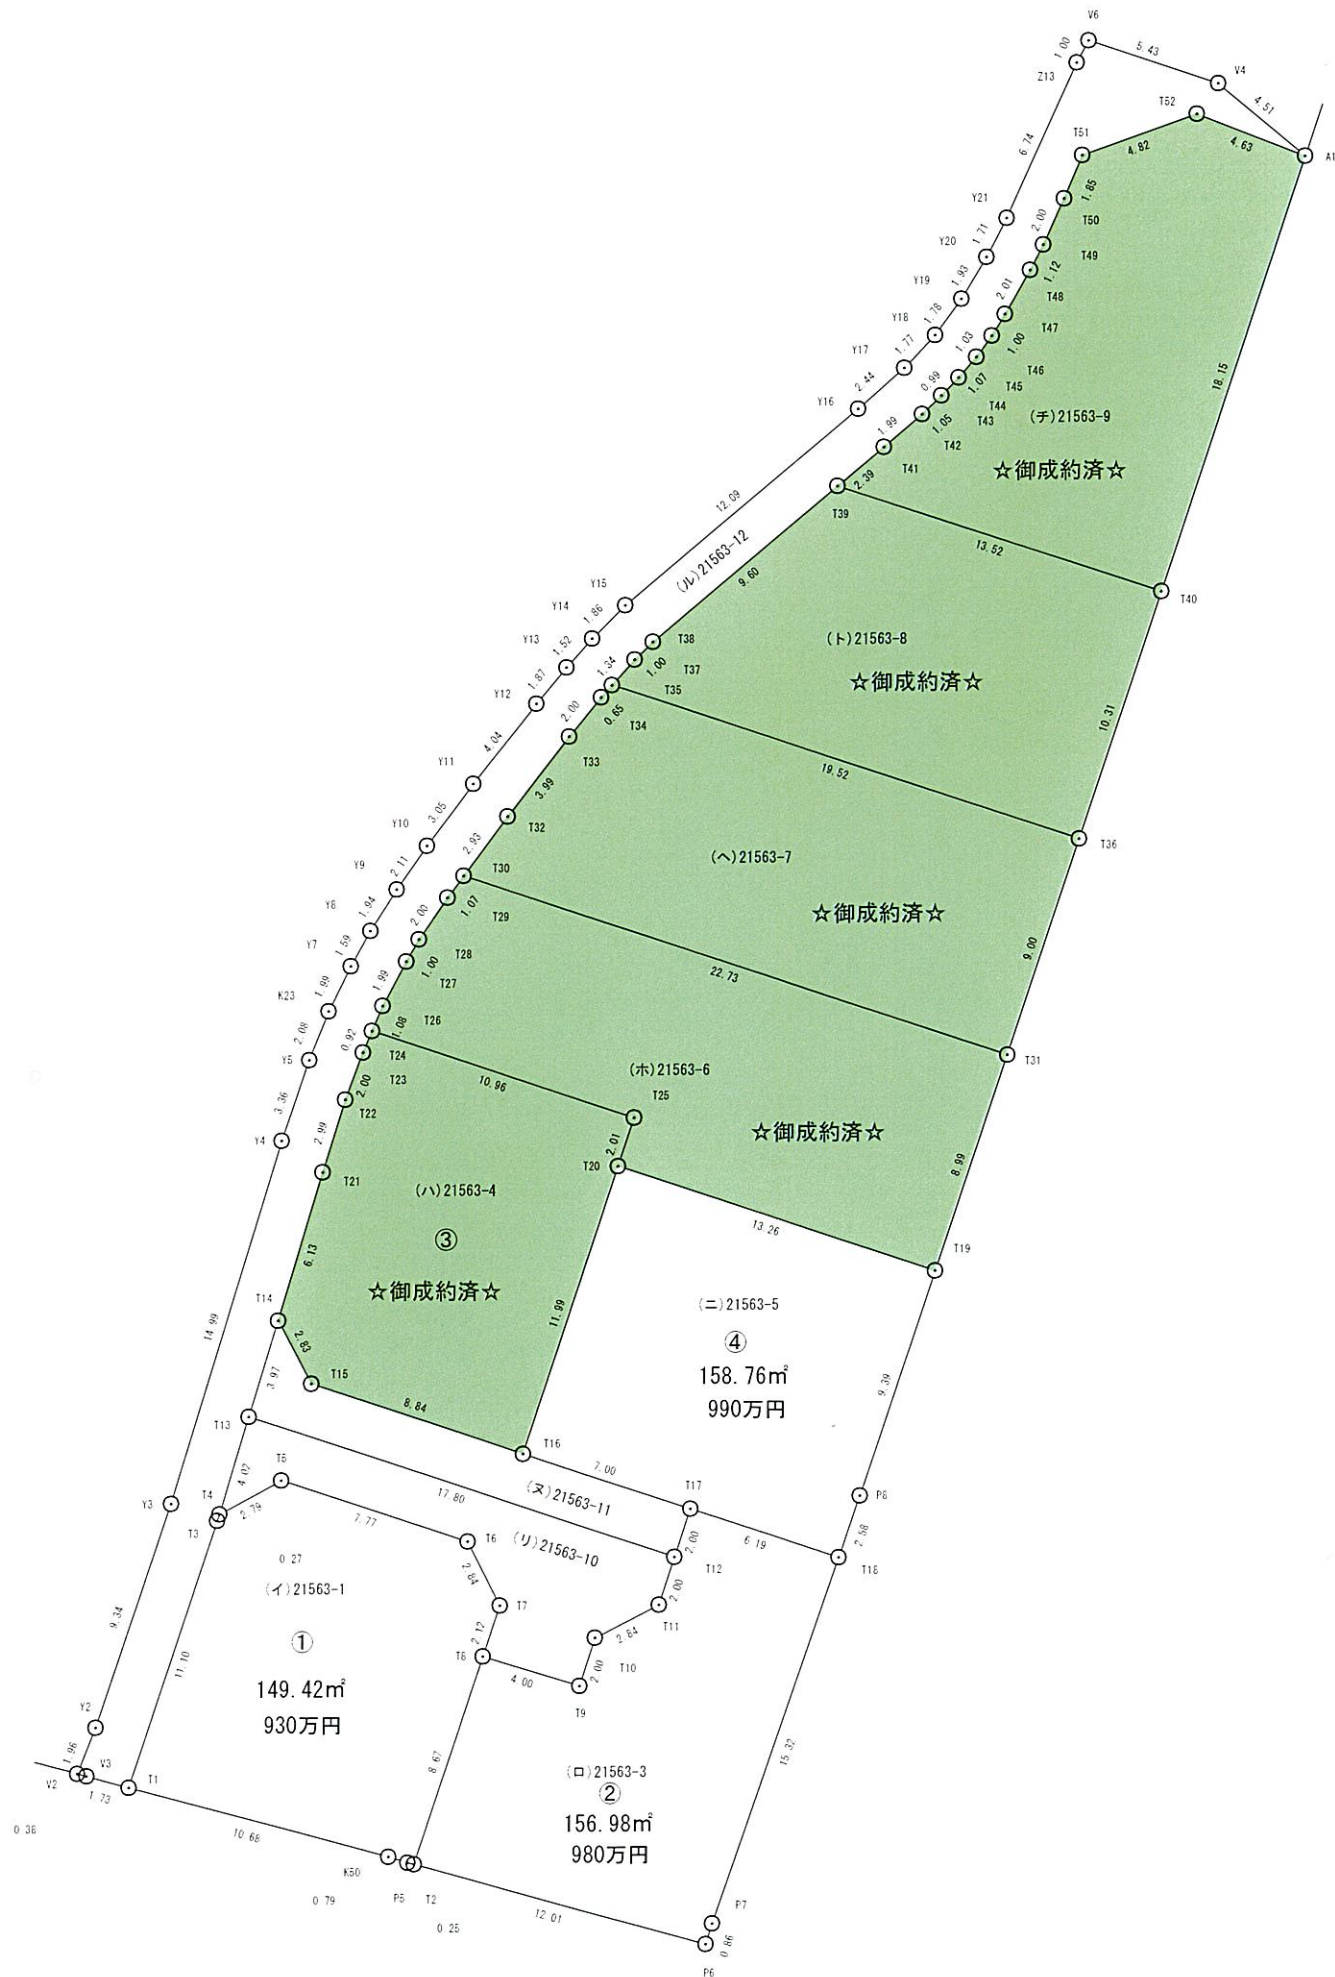 V6
1.00
5.43
Z13
V4
4.51
T52
T51
4.82
4.63
A1
6.74
1.85
Y21
T50
1.71
2.00
Y20
T49
1.12
1.93
Y19
2.01
T48
1.78
Y18
T47
1.00
1.77
1.03
Y17
T46
18.15
2.44
0.99
1.07
T45
Y16
T44
(チ)21563-9
1.99
1.05
T43
T42
☆御成約済☆
T41
2.39
12.09
T39
13.52
(ル)21563-12
9.60
Y15
T40
Y14
1.86
Y13
(ト)21563-8
T38
1.52
1.34
1.00
T37
☆御成約済☆
1.87
T35
Y12
2.00
0.65
10.31
T34
4.04
T33
19.52
Y11
3.99
3.05
T32
T36
Y10
2.93
(ヘ)21563-7
Y9
2.11
T30
☆御成約済☆
1.94
1.07
T29
Y8
2.00
9.00
1.59
T28
Y7
1.00
22.73
1.99
1.99
T27
K23
2.08
1.08
T26
T31
0.92
Y5
T24
(ホ)21563-6
2.00
T23
10.96
T25
3.36
T22
☆御成約済☆
Y4
2.99
2.01
T20
8.99
T21
(ハ)21563-4
13.26
③
T19
6.13
☆御成約済☆
T14
(ニ)21563-5
14.99
2.83
11.99
④
T15
158.76㎡
3.97
8.84
9.39
990万円
T13
T16
T5
7.00
4.02
17.80
(ヌ)21563-11
T17
P8
Y3
T4
T3
2.79
7.77
T6
(リ)21563-10
2.00
6.19
2.58
T12
T18
0.27
(イ)21563-1
2.84
2.00
T7
T11
9.34
①
2.12
2.84
T8
T10
11.10
4.00
2.00
149.42㎡
T9
930万円
Y2
15.32
8.67
1.96
V3
V2
T1
(ロ)21563-3
1.73
②
156.98㎡
0.38
10.68
980万円
K50
0.79
P5
T2
P7
0.25
12.01
0.86
P6